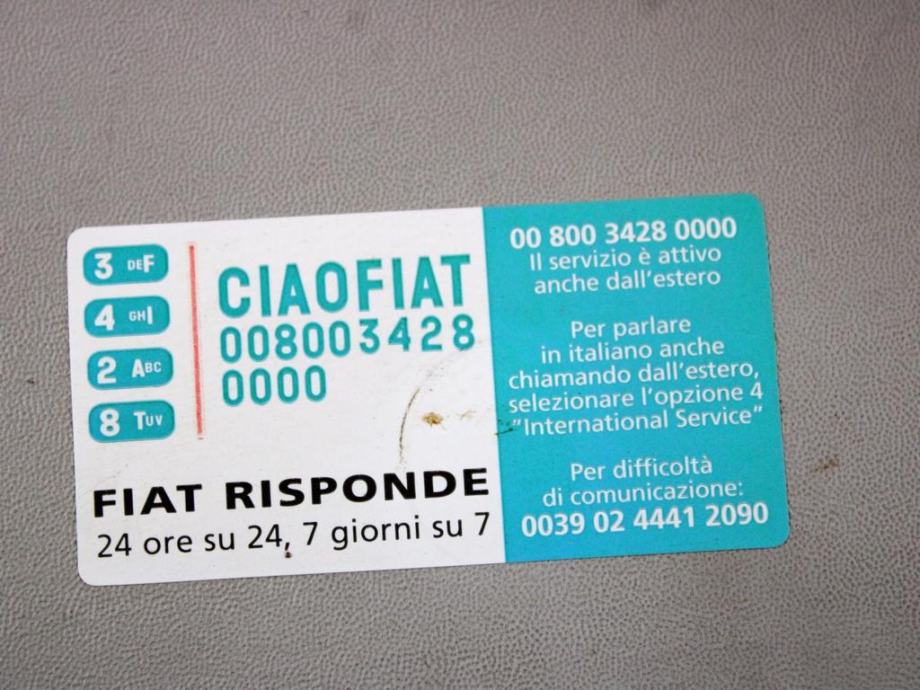 3 DEF
4 GHI
2 ABC
8 TUV
CIAOFIAT
008003428
0000
FIAT RISPONDE
24 ore su 24, 7 giorni su 7
00 800 3428 0000
Il servizio è attivo
anche dall'estero
Per parlare
in italiano anche
chiamando dall'estero,
selezionare l'opzione 4
"International Service"
Per difficoltà
di comunicazione:
0039 02 4441 2090